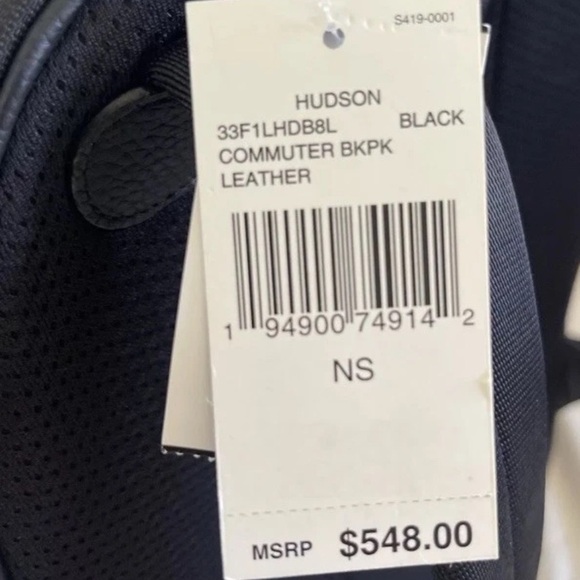 S419-0001
HUDSON
33F1LHDB8L BLACK
COMMUTER BKPK
LEATHER
1 94900 74914 2
NS
MSRP $548.00